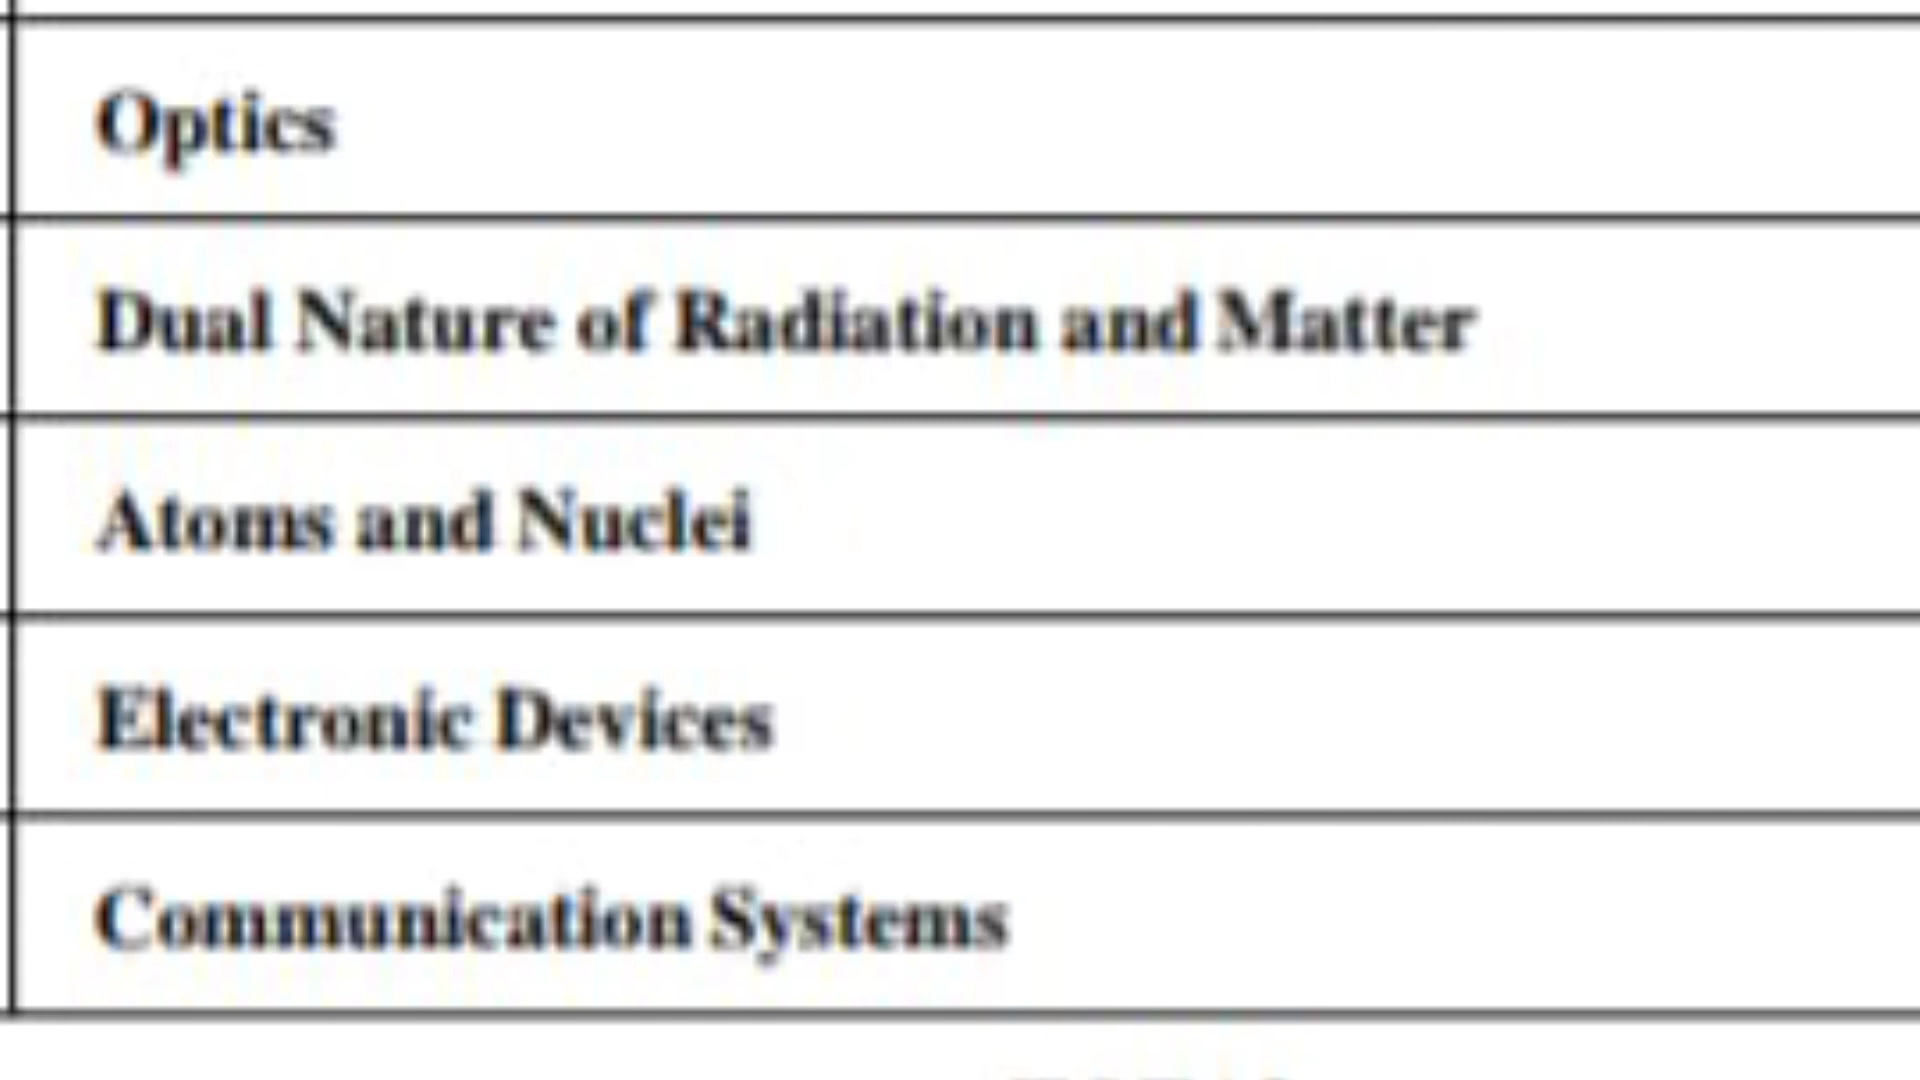 Optics
Dual Nature of Radiation and Matter
Atoms and Nuclei
Electronic Devices
Communication Systems